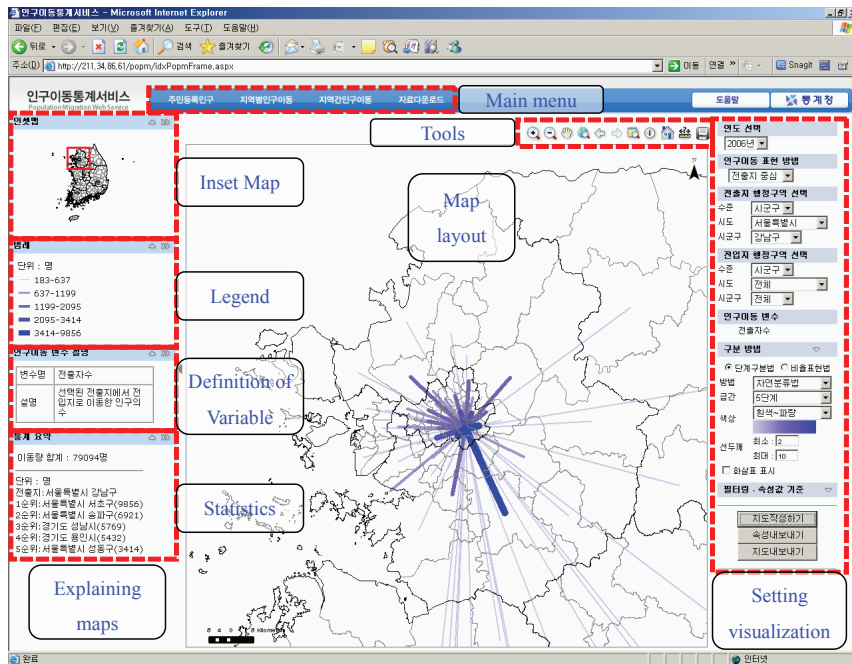 인구이동통계서비스 - Microsoft Internet Explorer
파일(F) 편집(E) 보기(V) 즐겨찾기(A) 도구(T) 도움말(H)
뒤로 검색 즐겨찾기
주소(D) http://211.34.86.61/popm/idxPopmFrame.aspx 이동 연결 » Snagit
인구이동통계서비스
Population Migration Web Service
주민등록인구 지역별인구이동 지역간인구이동 자료다운로드
Main menu
도움말 통계청
Tools
인셋맵
Inset Map
Map
layout
범례
단위 : 명
183-637
637-1199
1199-2095
2095-3414
3414-9856
Legend
인구이동 변수 설명
변수명 전출자수
설명 선택된 전출지에서 전
입지로 이동한 인구의
수
Definition of
Variable
통계 요약
이동량 합계 : 79094명
단위 : 명
전출지:서울특별시 강남구
1순위:서울특별시 서초구(9856)
2순위:서울특별시 송파구(6921)
3순위:경기도 성남시(5769)
4순위:경기도 용인시(5432)
5순위:서울특별시 성동구(3414)
Statistics
Explaining
maps
연도 선택
2006년
인구이동 표현 방법
전출지 중심
전출지 행정구역 선택
수준 시군구
시도 서울특별시
시군구 강남구
전입지 행정구역 선택
수준 시군구
시도 전체
시군구 전체
인구이동 변수
전출자수
구분 방법
단계구분법 비율표현법
방법 자연분류법
급간 5단계
색상 흰색~파랑
선두께 최소 : 2
최대 : 10
화살표 표시
필터링 - 속성값 기준
지도작성하기
속성내보내기
지도내보내기
Setting
visualization
완료 인터넷